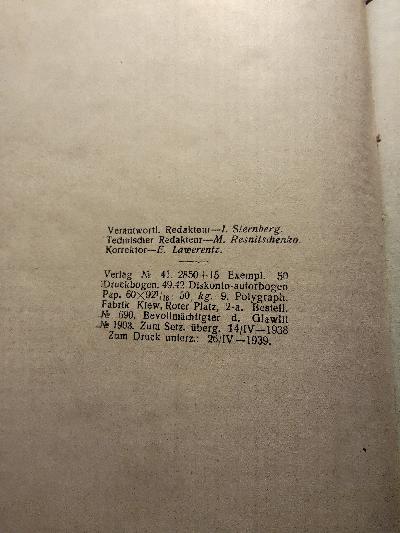 Verantwortl. Redakteur—I. Sternberg.
Technischer Redakteur—M. Resnitschenko.
Korrektor—E. Lawerentz.
Verlag № 41. 2850+15 Exempl. 50
Druckbogen. 49.42 Diskonto-autorbogen
Pap. 60×92¹/₁₆. 50 kg. 9. Polygraph.
Fabrik Kiew, Roter Platz, 2-a. Bestell.
№ 690. Bevollmächtigter d. Glawlit
№ 1903. Zum Setz. überg. 14/IV—1938
Zum Druck unterz.: 26/IV—1939.